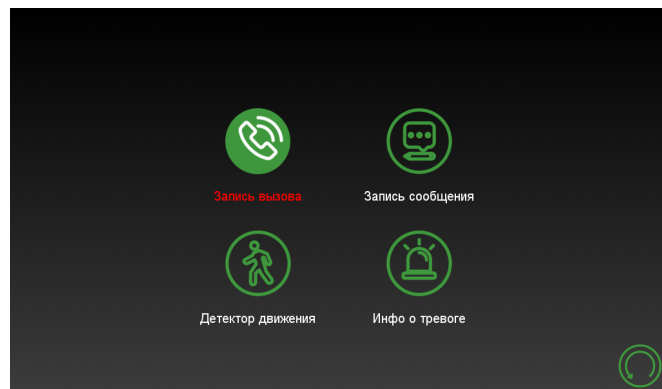 Запись вызова
Запись сообщения
Детектор движения
Инфо о тревоге